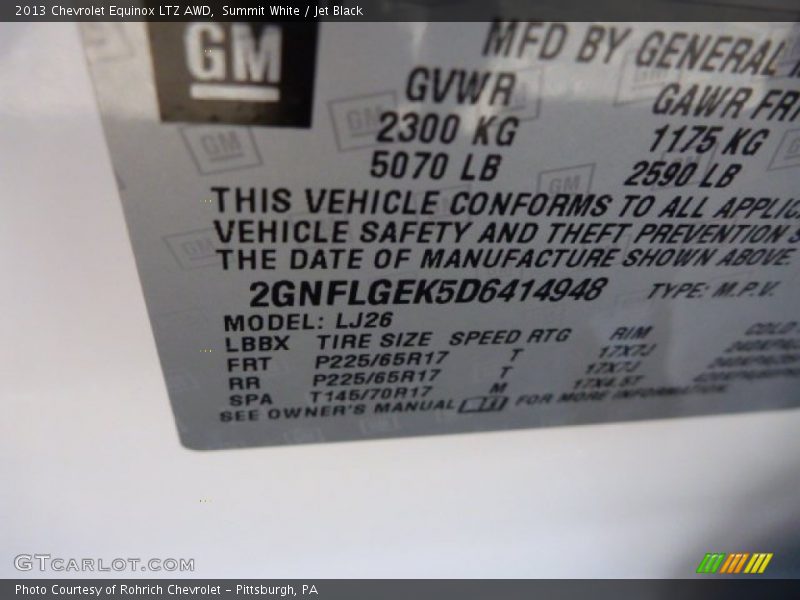 2013 Chevrolet Equinox LTZ AWD, Summit White / Jet Black
GM
MFD BY GENERAL
GVWR
GAWR FRT
2300 KG
1175 KG
5070 LB
2590 LB
THIS VEHICLE CONFORMS TO ALL APPLIC
VEHICLE SAFETY AND THEFT PREVENTION S
THE DATE OF MANUFACTURE SHOWN ABOVE
2GNFLGEK5D6414948 TYPE: M.P.V.
MODEL: LJ26
LBBX TIRE SIZE SPEED RTG RIM COLD
FRT P225/65R17 T 17X7J
RR P225/65R17 T 17X7J
SPA T145/70R17 M 17X4.5T
SEE OWNER'S MANUAL FOR MORE INFORMATION
GTCARLOT.COM
Photo Courtesy of Rohrich Chevrolet - Pittsburgh, PA